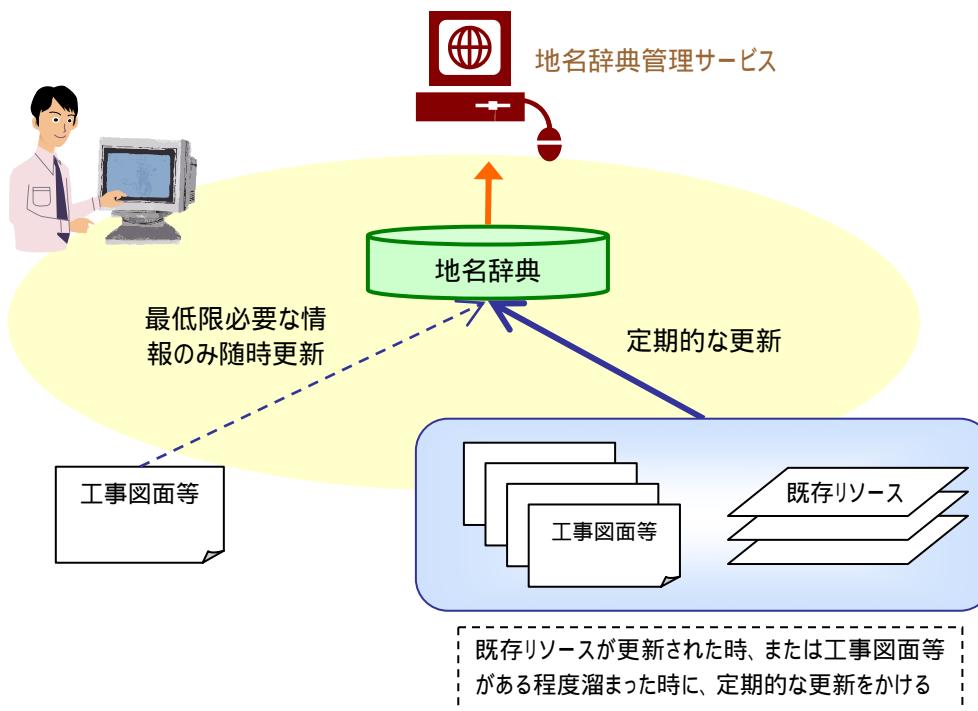 地名辞典管理サービス
地名辞典
最低限必要な情
報のみ随時更新
定期的な更新
工事図面等
工事図面等
既存リソース
既存リソースが更新された時、または工事図面等
がある程度溜まった時に、定期的な更新をかける